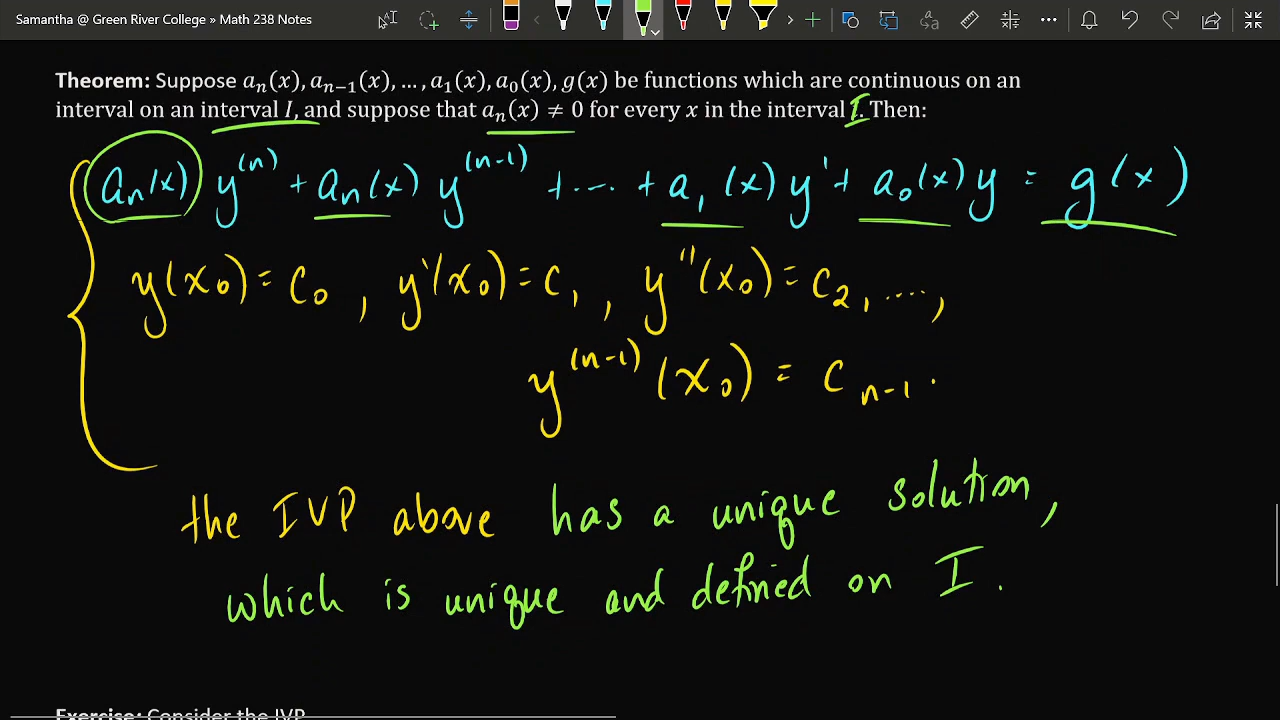 Samantha @ Green River College » Math 238 Notes
Theorem: Suppose aₙ(x), aₙ₋₁(x), …, a₁(x), a₀(x), g(x) be functions which are continuous on an
interval on an interval I, and suppose that aₙ(x) ≠ 0 for every x in the interval I. Then:
aₙ(x) y⁽ⁿ⁾ + aₙ(x) y⁽ⁿ⁻¹⁾ + ⋯ + a₁(x) y' + a₀(x) y = g(x)
y(x₀) = c₀, y'(x₀) = c₁, y''(x₀) = c₂, ....,
y⁽ⁿ⁻¹⁾(x₀) = cₙ₋₁.
the IVP above has a unique solution,
which is unique and defined on I.
Exercise: Consider the IVP